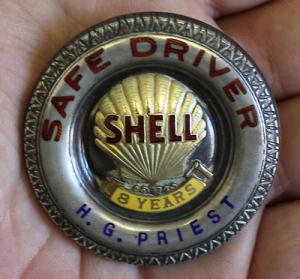 SAFE DRIVER
SHELL
8 YEARS
H. G. PRIEST